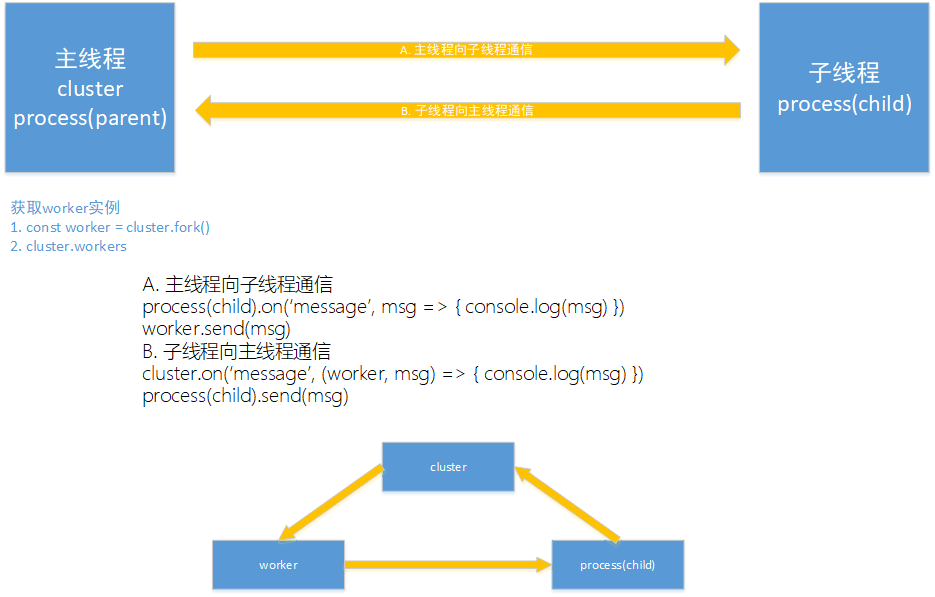 主线程
cluster
process(parent)
A. 主线程向子线程通信
B. 子线程向主线程通信
子线程
process(child)
获取worker实例
1. const worker = cluster.fork()
2. cluster.workers
A. 主线程向子线程通信
process(child).on(‘message’, msg => { console.log(msg) })
worker.send(msg)
B. 子线程向主线程通信
cluster.on(‘message’, (worker, msg) => { console.log(msg) })
process(child).send(msg)
cluster
worker
process(child)